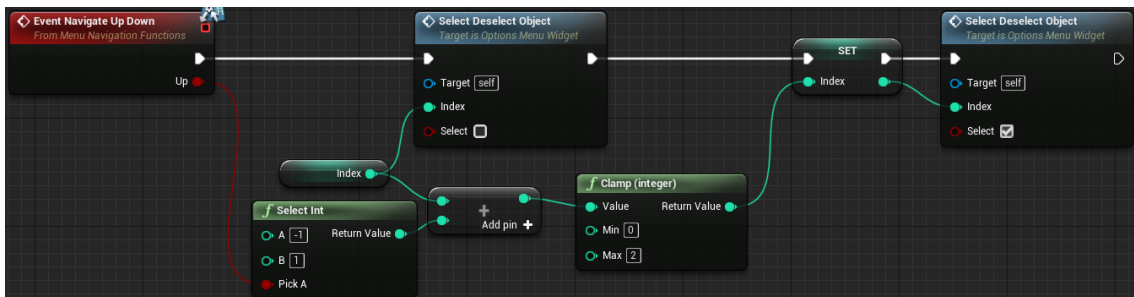 Event Navigate Up Down
From Menu Navigation Functions
Up
Select Deselect Object
Target is Options Menu Widget
Target self
Index
Select
SET
Index
Select Deselect Object
Target is Options Menu Widget
Target self
Index
Select
Index
f Select Int
A -1 Return Value
B 1
Pick A
Add pin +
f Clamp (integer)
Value Return Value
Min 0
Max 2